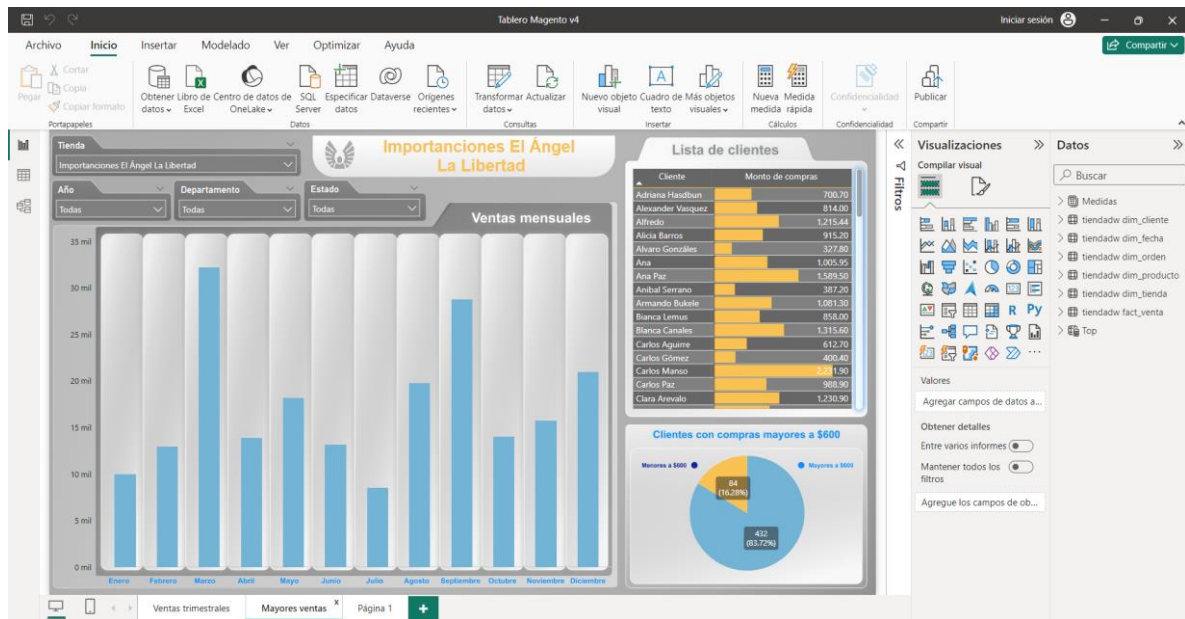 Tablero Magento v4
Iniciar sesión
Archivo Inicio Insertar Modelado Ver Optimizar Ayuda
Compartir
Pegar
Cortar
Copia
Copiar formato
Portapapeles
Obtener datos
Libro de Excel
Centro de datos de OneLake
SQL Server
Especificar datos
Dataverse
Orígenes recientes
Datos
Transformar datos
Actualizar
Consultas
Nuevo objeto visual
Cuadro de texto
Más objetos visuales
Insertar
Nueva medida
Medida rápida
Cálculos
Confidencialidad
Confidencialidad
Publicar
Compartir
Tienda
Importanciones El Ángel La Libertad
Importanciones El Ángel
La Libertad
Año
Todas
Departamento
Todas
Estado
Todas
Ventas mensuales
35 mil
30 mil
25 mil
20 mil
15 mil
10 mil
5 mil
0 mil
Enero Febrero Marzo Abril Mayo Junio Julio Agosto Septiembre Octubre Noviembre Diciembre
Lista de clientes
Cliente Monto de compras
Adriana Hasdbun 700.70
Alexander Vasquez 814.00
Alfredo 1,215.44
Alicia Barros 915.20
Alvaro Gonzáles 327.80
Ana 1,005.95
Ana Paz 1,589.50
Anibal Serrano 387.20
Armando Bukele 1,081.30
Bianca Lemus 858.00
Blanca Canales 1,315.60
Carlos Aguirre 612.70
Carlos Gómez 400.40
Carlos Manso 2,231.90
Carlos Paz 988.90
Clara Arevalo 1,230.90
Clientes con compras mayores a $600
Menores a $600
Mayores a $600
84
(16.28%)
432
(83.72%)
Filtros
Visualizaciones
Compilar visual
R Py
Valores
Agregar campos de datos a...
Obtener detalles
Entre varios informes
Mantener todos los
filtros
Agregue los campos de ob...
Datos
Buscar
Medidas
tiendadw dim_cliente
tiendadw dim_fecha
tiendadw dim_orden
tiendadw dim_producto
tiendadw dim_tienda
tiendadw fact_venta
Top
Ventas trimestrales
Mayores ventas x
Página 1